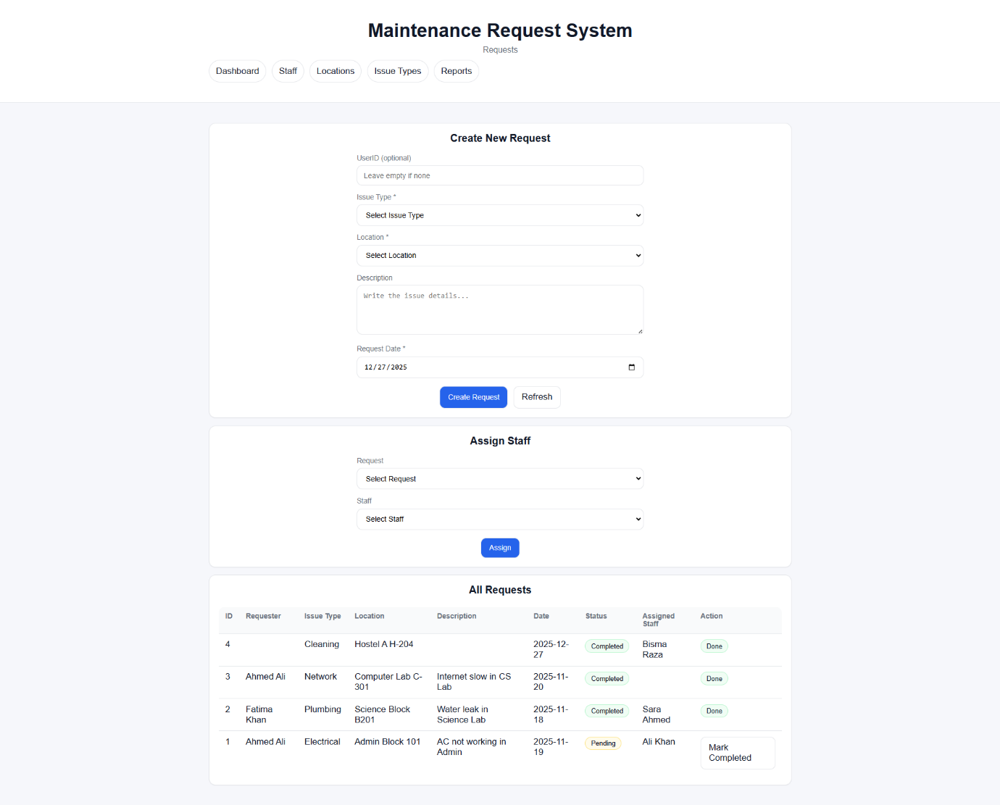 Maintenance Request System
Requests
Dashboard
Staff
Locations
Issue Types
Reports
Create New Request
UserID (optional)
Leave empty if none
Issue Type *
Select Issue Type
Location *
Select Location
Description
Write the issue details...
Request Date *
12/27/2025
Create Request
Refresh
Assign Staff
Request
Select Request
Staff
Select Staff
Assign
All Requests
ID Requester Issue Type Location Description Date Status Assigned Staff Action
4 Cleaning Hostel A H-204 2025-12-27 Completed Bisma Raza Done
3 Ahmed Ali Network Computer Lab C-301 Internet slow in CS Lab 2025-11-20 Completed Done
2 Fatima Khan Plumbing Science Block B201 Water leak in Science Lab 2025-11-18 Completed Sara Ahmed Done
1 Ahmed Ali Electrical Admin Block 101 AC not working in Admin 2025-11-19 Pending Ali Khan Mark Completed